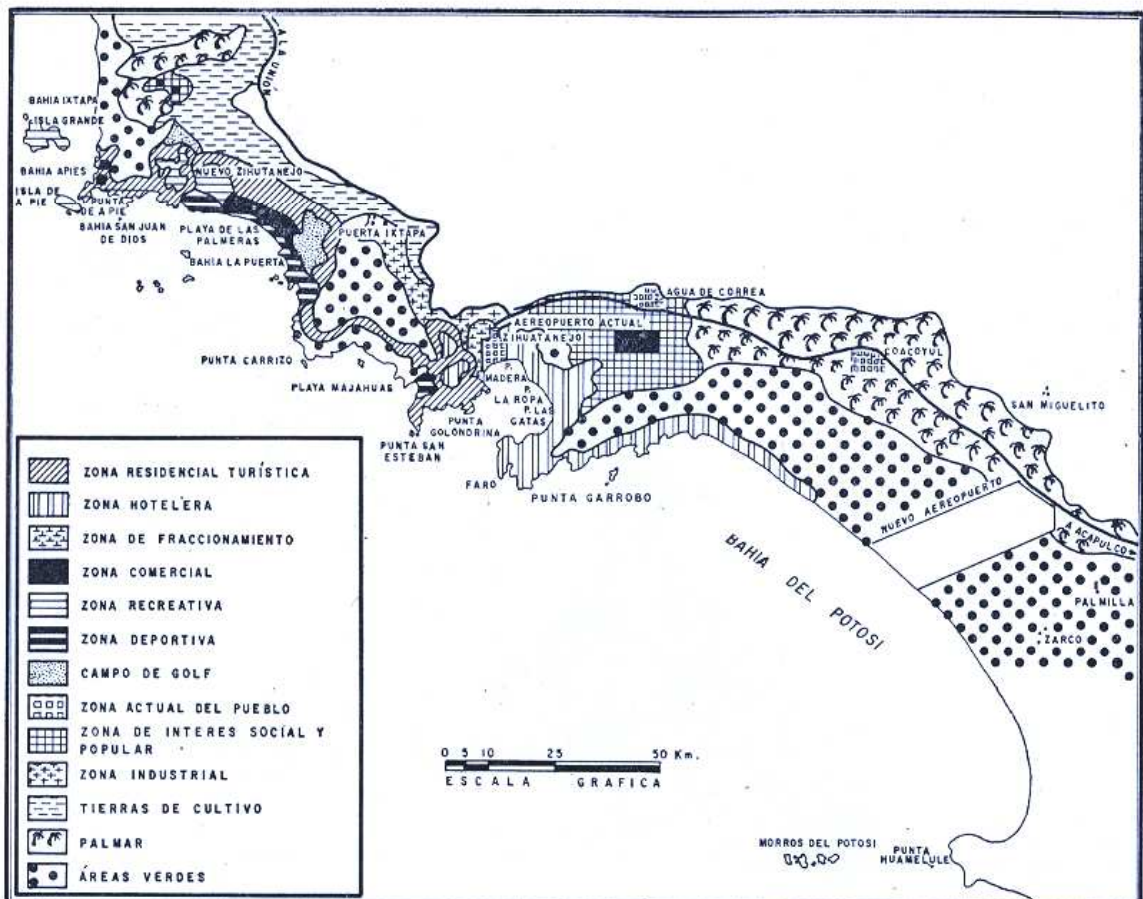 A LA UNIÓN
BAHIA IXTAPA
ISLA GRANDE
BAHIA APIES
ISLA DE
A PIE
PUNTA
DE A PIE
BAHIA SAN JUAN
DE DIOS
NUEVO ZIHUTANEJO
PLAYA DE LAS
PALMERAS
BAHIA LA PUERTA
PUERTA IXTAPA
AGUA DE CORREA
AEREOPUERTO ACTUAL
ZIHUATANEJO
COACOYUL
PUNTA CARRIZO
PLAYA MAJAHUAS
P.
MADERA
P.
LA ROPA
P. LAS
GATAS
SAN MIGUELITO
PUNTA
GOLONDRINA
PUNTA SAN
ESTEBAN
FARO
PUNTA GARROBO
NUEVO AEREOPUERTO
A ACAPULCO
BAHIA DEL POTOSI
PALMILLA
ZARCO
ZONA RESIDENCIAL TURÍSTICA
ZONA HOTELERA
ZONA DE FRACCIONAMIENTO
ZONA COMERCIAL
ZONA RECREATIVA
ZONA DEPORTIVA
CAMPO DE GOLF
ZONA ACTUAL DEL PUEBLO
ZONA DE INTERES SOCIAL Y
POPULAR
ZONA INDUSTRIAL
TIERRAS DE CULTIVO
PALMAR
ÁREAS VERDES
0 5 10 25 50 Km.
ESCALA GRAFICA
MORROS DEL POTOSI
PUNTA
HUAMELULE